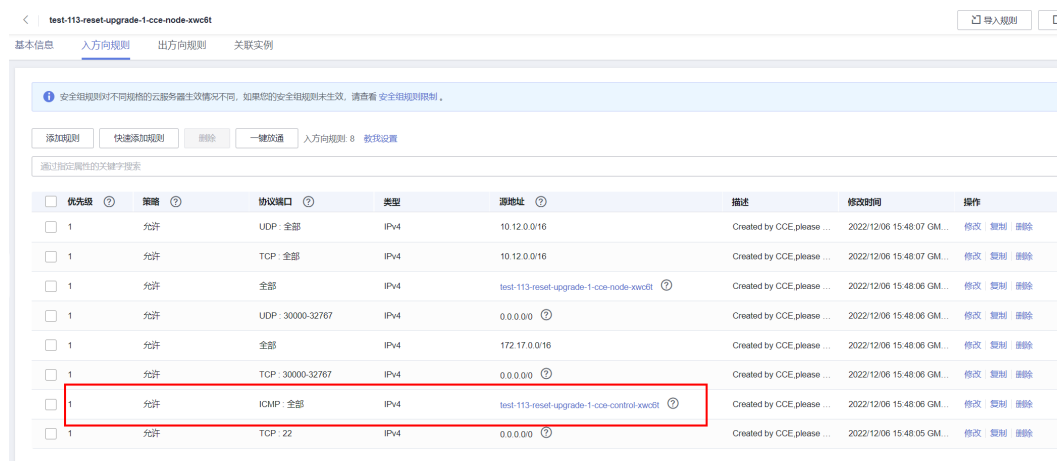 test-113-reset-upgrade-1-cce-node-xwc6t 导入规则
基本信息 入方向规则 出方向规则 关联实例
安全组规则对不同规格的云服务器生效情况不同，如果您的安全组规则未生效，请查看 安全组规则限制 。
添加规则 快速添加规则 删除 一键放通 入方向规则: 8 教我设置
通过指定属性的关键字搜索
优先级 策略 协议端口 类型 源地址 描述 修改时间 操作
1 允许 UDP : 全部 IPv4 10.12.0.0/16 Created by CCE,please ... 2022/12/06 15:48:07 GM... 修改 复制 删除
1 允许 TCP : 全部 IPv4 10.12.0.0/16 Created by CCE,please ... 2022/12/06 15:48:07 GM... 修改 复制 删除
1 允许 全部 IPv4 test-113-reset-upgrade-1-cce-node-xwc6t Created by CCE,please ... 2022/12/06 15:48:06 GM... 修改 复制 删除
1 允许 UDP : 30000-32767 IPv4 0.0.0.0/0 Created by CCE,please ... 2022/12/06 15:48:06 GM... 修改 复制 删除
1 允许 全部 IPv4 172.17.0.0/16 Created by CCE,please ... 2022/12/06 15:48:06 GM... 修改 复制 删除
1 允许 TCP : 30000-32767 IPv4 0.0.0.0/0 Created by CCE,please ... 2022/12/06 15:48:06 GM... 修改 复制 删除
1 允许 ICMP : 全部 IPv4 test-113-reset-upgrade-1-cce-control-xwc6t Created by CCE,please ... 2022/12/06 15:48:06 GM... 修改 复制 删除
1 允许 TCP : 22 IPv4 0.0.0.0/0 Created by CCE,please ... 2022/12/06 15:48:05 GM... 修改 复制 删除